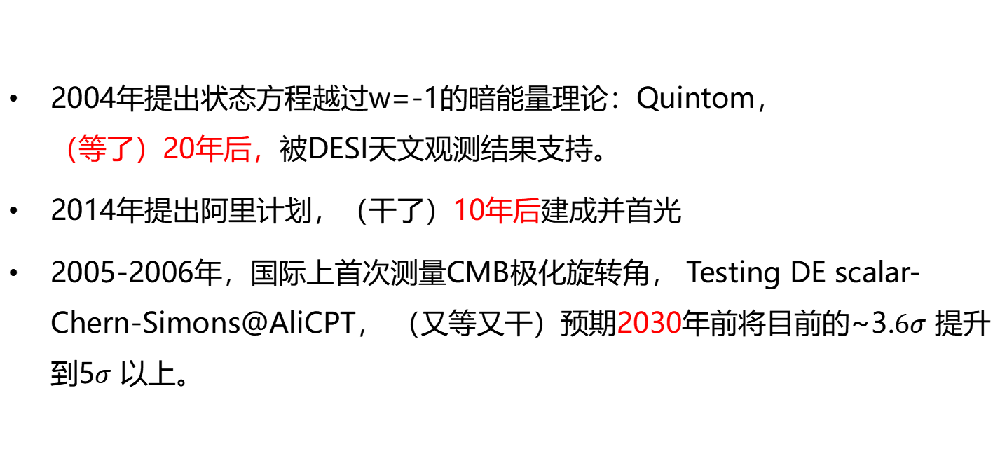 • 2004年提出状态方程越过w=-1的暗能量理论：Quintom，
（等了）20年后，被DESI天文观测结果支持。
• 2014年提出阿里计划，（干了）10年后建成并首光
• 2005-2006年，国际上首次测量CMB极化旋转角， Testing DE scalar-
Chern-Simons@AliCPT， （又等又干）预期2030年前将目前的~3.6𝜎 提升
到5𝜎 以上。